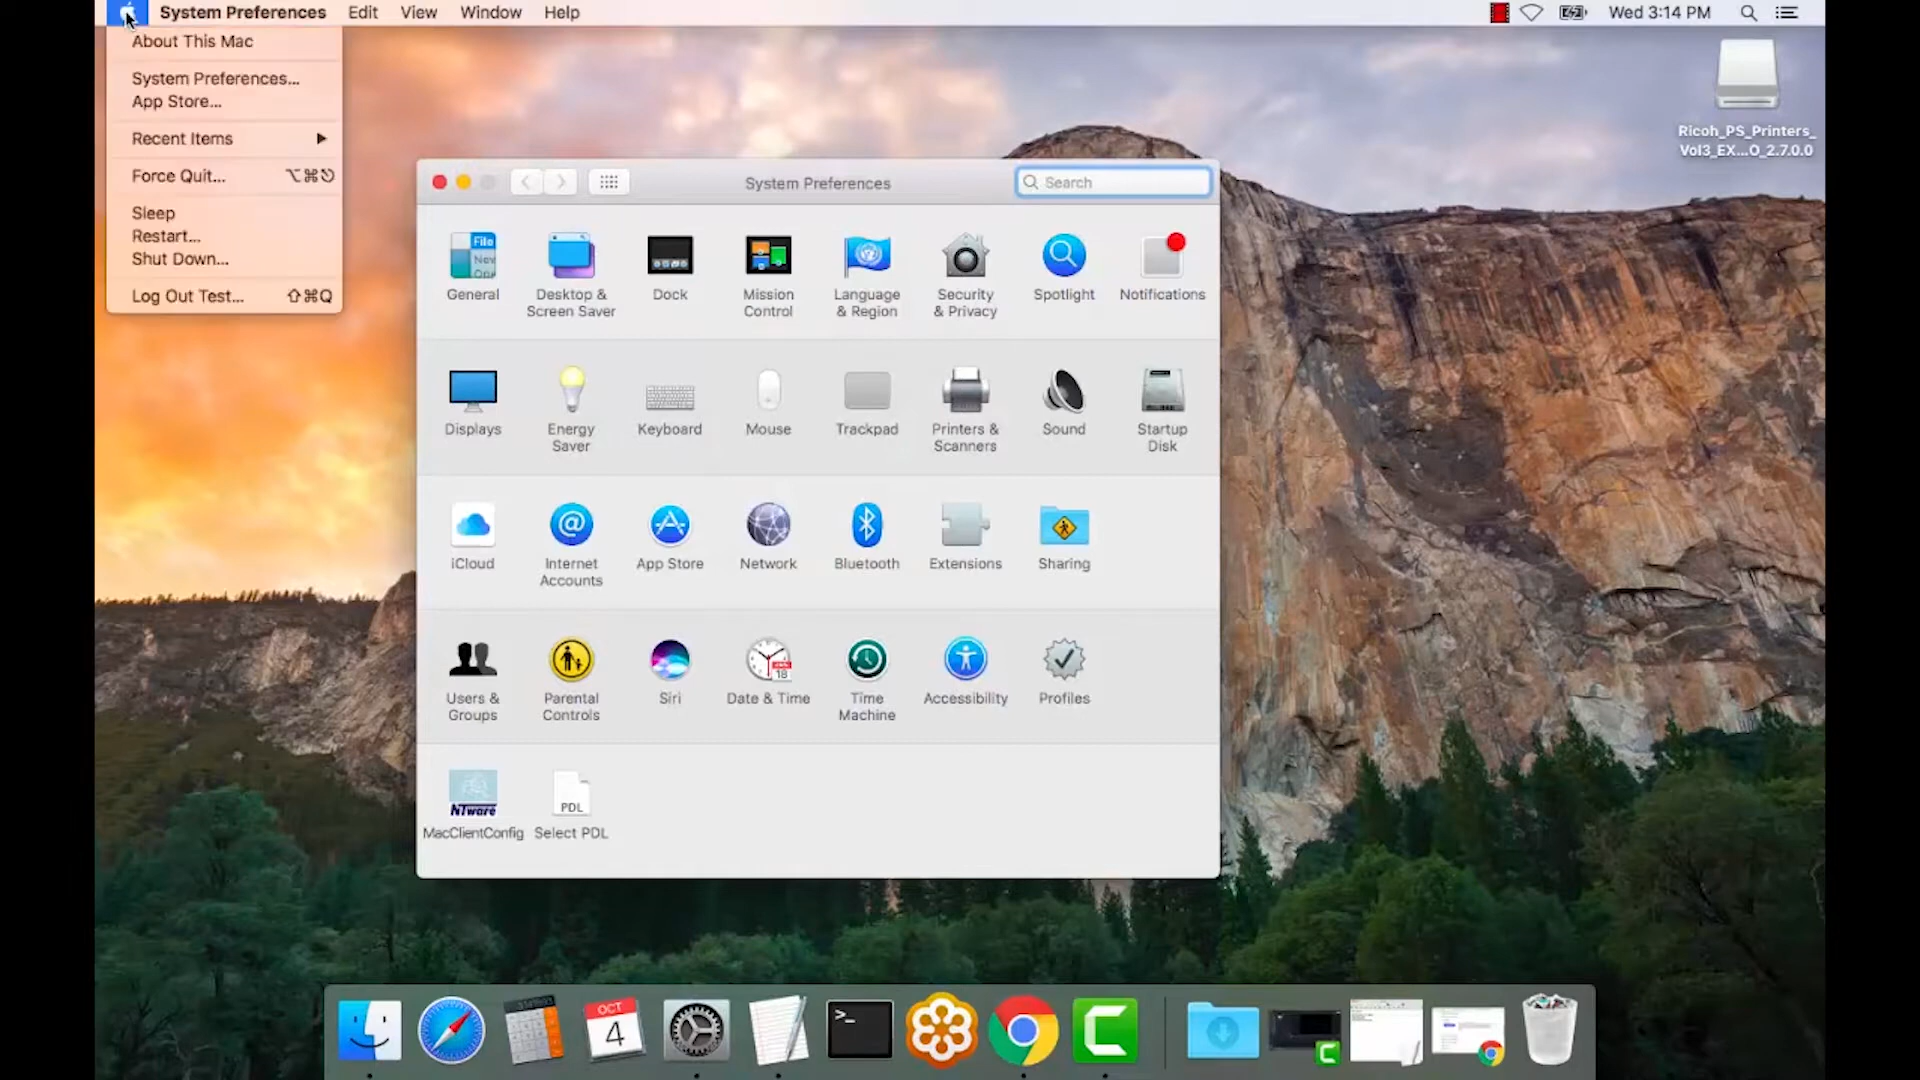 System Preferences Edit View Window Help Wed 3:14 PM
About This Mac
System Preferences...
App Store...
Recent Items ▶
Force Quit... ⌥⌘⎋
Sleep
Restart...
Shut Down...
Log Out Test... ⇧⌘Q
Ricoh_PS_Printers_
Vol3_EX...O_2.7.0.0
System Preferences
Search
File
New
General
Desktop &
Screen Saver
Dock
Mission
Control
Language
& Region
Security
& Privacy
Spotlight
Notifications
Displays
Energy
Saver
Keyboard
Mouse
Trackpad
Printers &
Scanners
Sound
Startup
Disk
iCloud
@
Internet
Accounts
App Store
Network
Bluetooth
Extensions
Sharing
Users &
Groups
Parental
Controls
Siri
18
Date & Time
Time
Machine
Accessibility
Profiles
NTware
MacClientConfig
PDL
Select PDL
OCT
4
>_